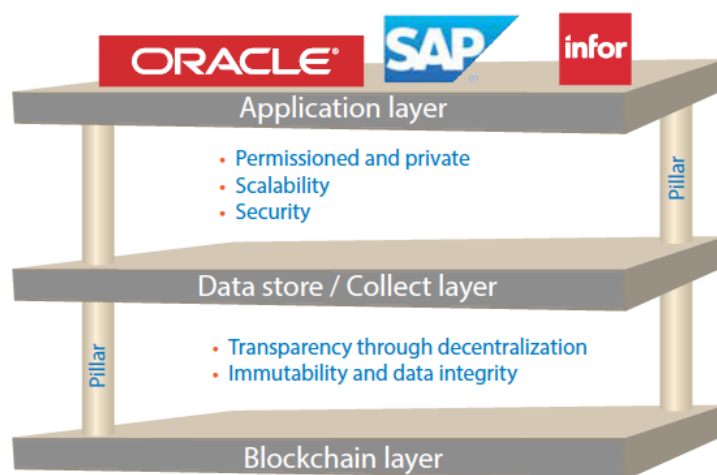 ORACLE®
SAP®
infor
Application layer
• Permissioned and private
• Scalability
• Security
Pillar
Data store / Collect layer
• Transparency through decentralization
• Immutability and data integrity
Pillar
Blockchain layer